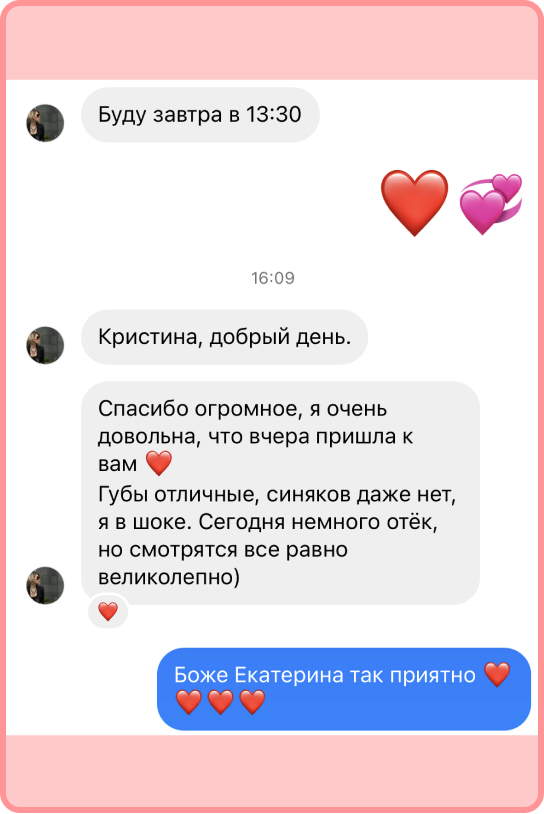 Буду завтра в 13:30
❤️💞
16:09
Кристина, добрый день.
Спасибо огромное, я очень
довольна, что вчера пришла к
вам ❤️
Губы отличные, синяков даже нет,
я в шоке. Сегодня немного отёк,
но смотрятся все равно
великолепно)
❤️
Боже Екатерина так приятно ❤️
❤️❤️❤️